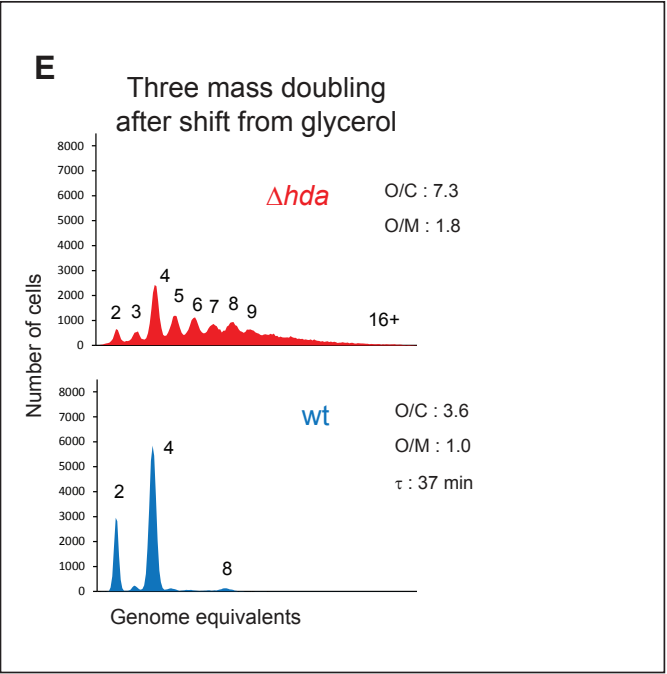 E
Three mass doubling
after shift from glycerol
Number of cells
8000
7000
6000
5000
4000
3000
2000
1000
0
Δhda
O/C : 7.3
O/M : 1.8
2
3
4
5
6
7
8
9
16+
8000
7000
6000
5000
4000
3000
2000
1000
0
wt
O/C : 3.6
O/M : 1.0
τ : 37 min
2
4
8
Genome equivalents